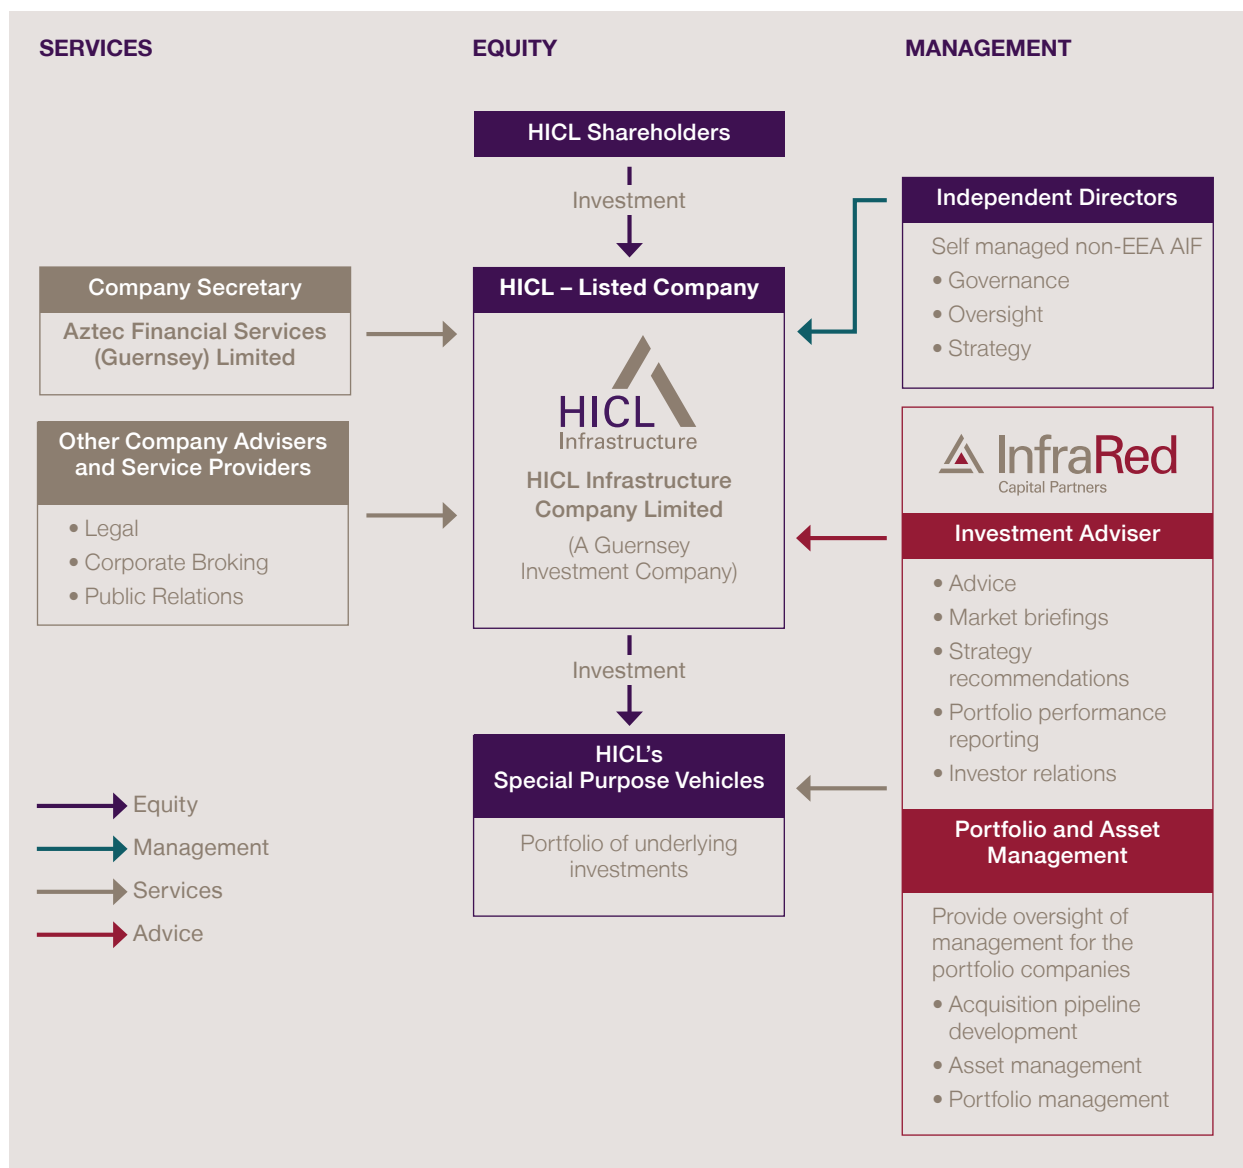 SERVICES
EQUITY
MANAGEMENT
HICL Shareholders
Investment
Company Secretary
Aztec Financial Services
(Guernsey) Limited
Other Company Advisers
and Service Providers
• Legal
• Corporate Broking
• Public Relations
HICL – Listed Company
HICL
Infrastructure
HICL Infrastructure
Company Limited
(A Guernsey
Investment Company)
Investment
HICL's
Special Purpose Vehicles
Portfolio of underlying
investments
Independent Directors
Self managed non-EEA AIF
• Governance
• Oversight
• Strategy
InfraRed
Capital Partners
Investment Adviser
• Advice
• Market briefings
• Strategy
recommendations
• Portfolio performance
reporting
• Investor relations
Portfolio and Asset
Management
Provide oversight of
management for the
portfolio companies
• Acquisition pipeline
development
• Asset management
• Portfolio management
Equity
Management
Services
Advice